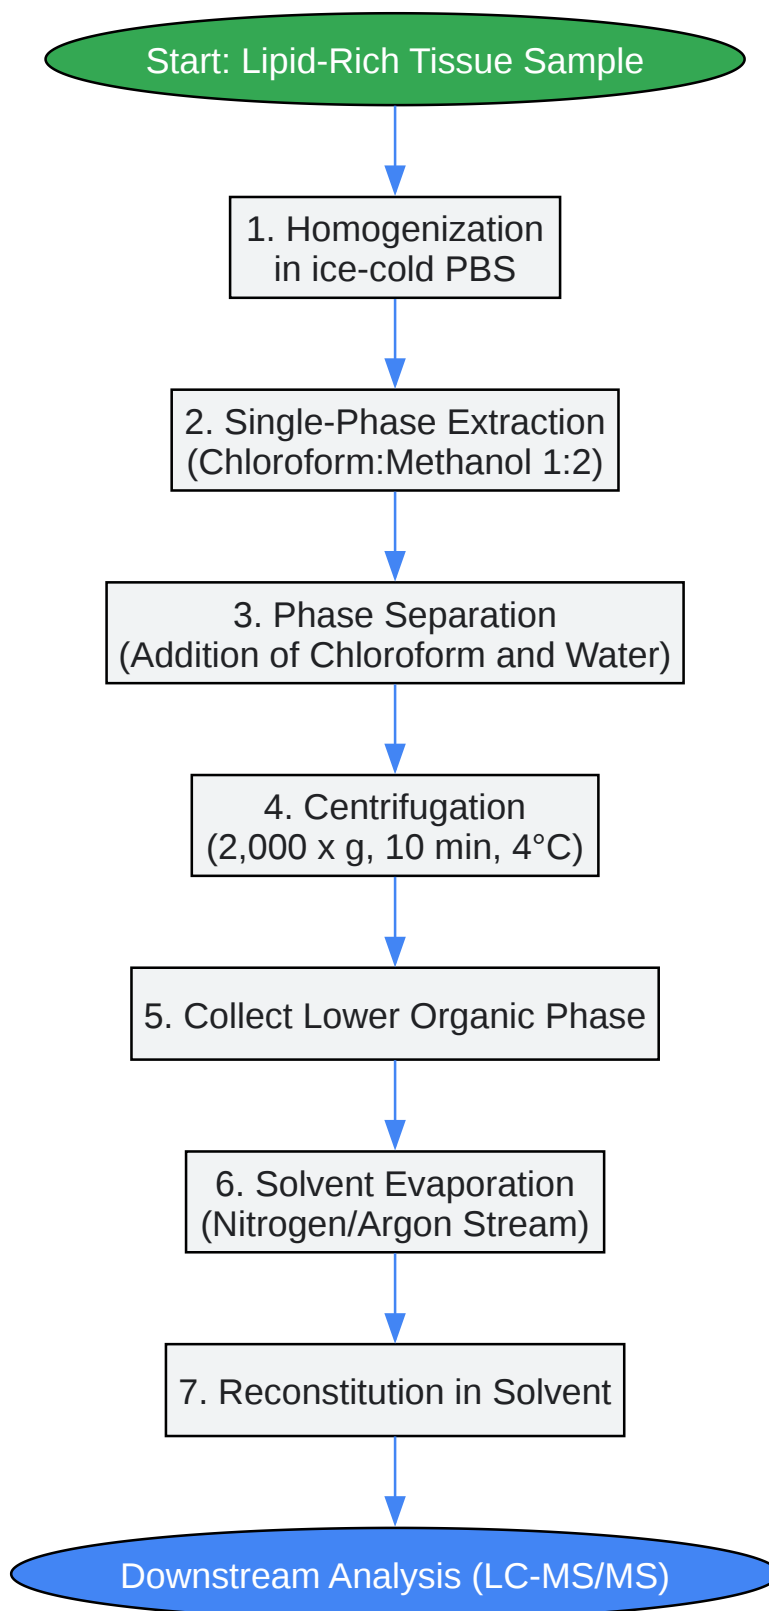 Start: Lipid-Rich Tissue Sample
1. Homogenization
in ice-cold PBS
2. Single-Phase Extraction
(Chloroform:Methanol 1:2)
3. Phase Separation
(Addition of Chloroform and Water)
4. Centrifugation
(2,000 x g, 10 min, 4°C)
5. Collect Lower Organic Phase
6. Solvent Evaporation
(Nitrogen/Argon Stream)
7. Reconstitution in Solvent
Downstream Analysis (LC-MS/MS)